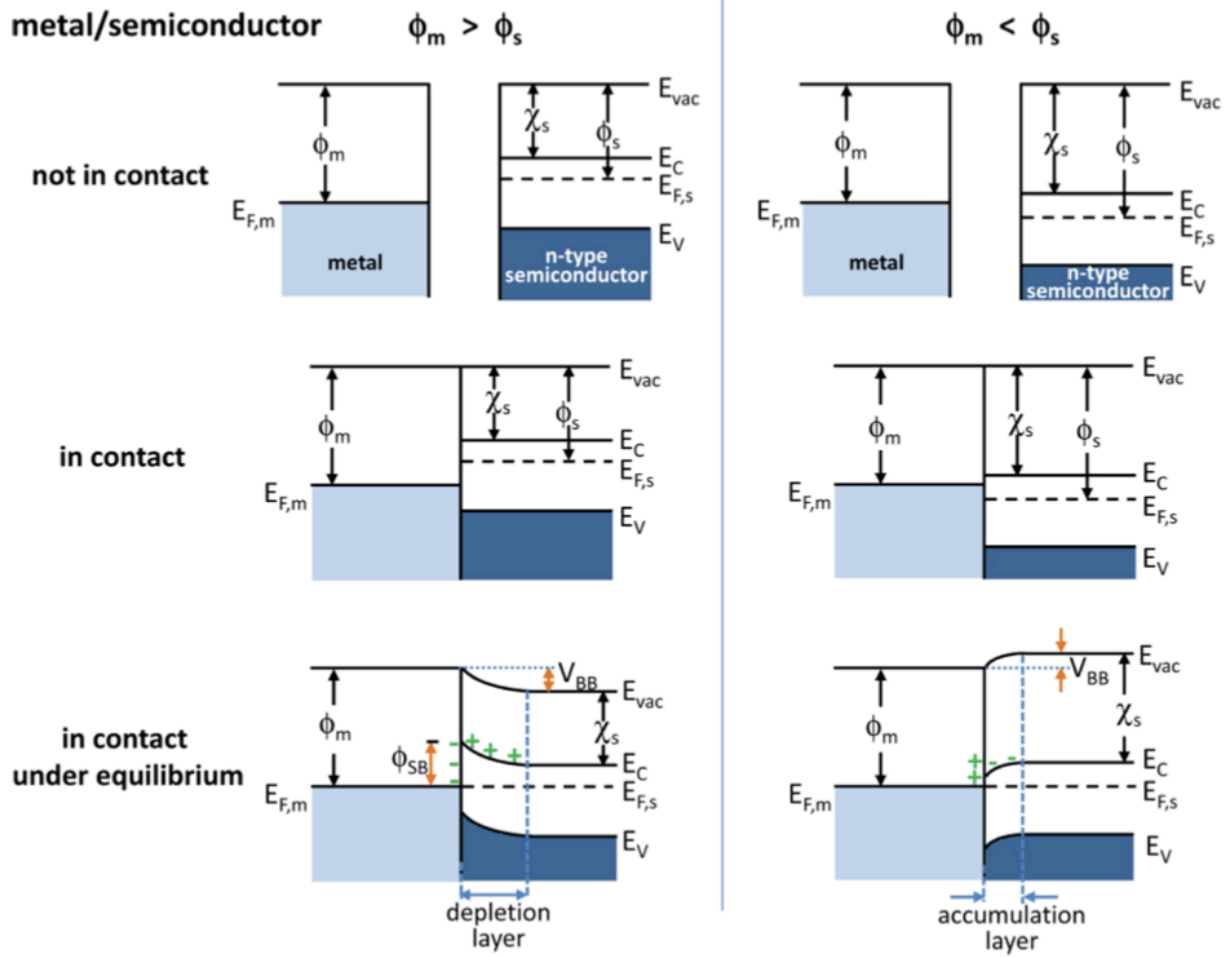 metal/semiconductor ϕm > ϕs ϕm < ϕs
not in contact
ϕm
χs
ϕs
Evac
EC
EF,s
EV
EF,m
metal
n-type
semiconductor
ϕm
χs
ϕs
Evac
EC
EF,s
EV
EF,m
metal
n-type
semiconductor
in contact
ϕm
χs
ϕs
Evac
EC
EF,s
EV
EF,m
ϕm
χs
ϕs
Evac
EC
EF,s
EV
EF,m
in contact
under equilibrium
ϕm
VBB
Evac
χs
ϕSB
- + + +
-
-
EC
EF,s
EF,m
EV
depletion
layer
ϕm
VBB
Evac
χs
+ - -
+
EC
EF,s
EF,m
EV
accumulation
layer